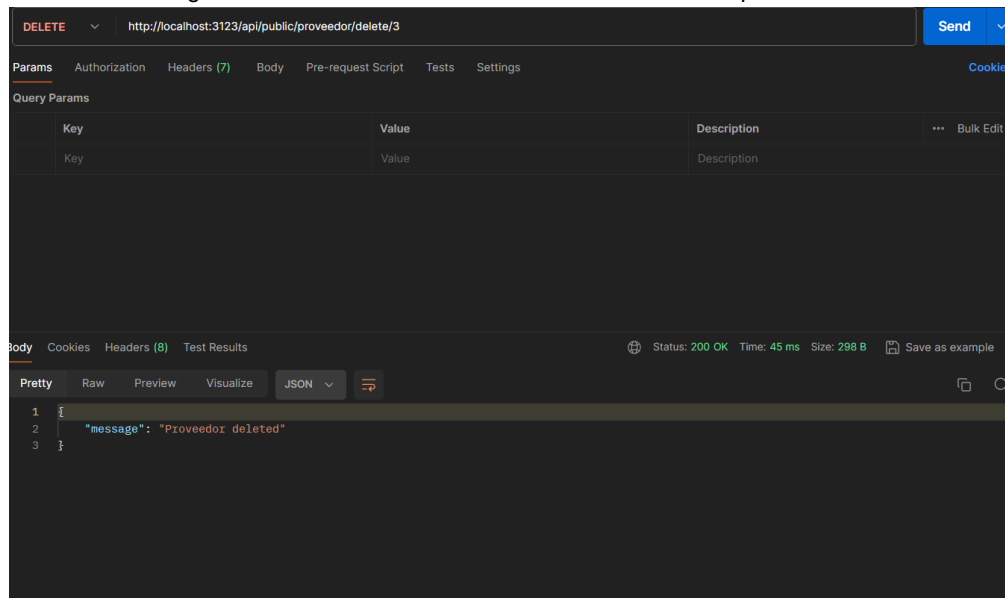 DELETE http://localhost:3123/api/public/proveedor/delete/3 Send
Params Authorization Headers (7) Body Pre-request Script Tests Settings Cookie
Query Params
Key Value Description ••• Bulk Edit
Key Value Description
Body Cookies Headers (8) Test Results Status: 200 OK Time: 45 ms Size: 298 B Save as example
Pretty Raw Preview Visualize JSON
1 {
2 "message": "Proveedor deleted"
3 }